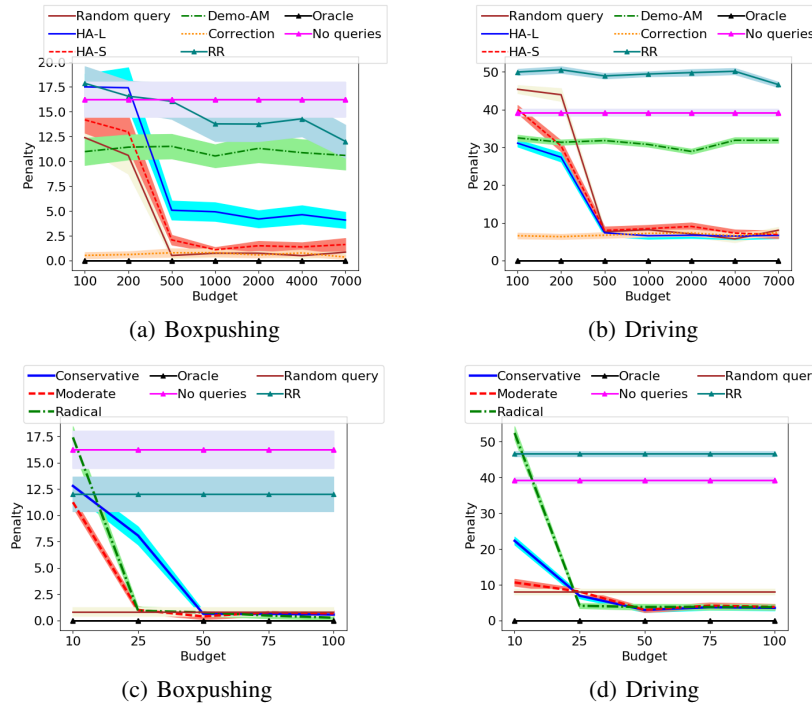 Random query Demo-AM Oracle
HA-L Correction No queries
HA-S RR
20.0
17.5
15.0
12.5
10.0
7.5
5.0
2.5
0.0
Penalty
100 200 500 1000 2000 4000 7000
Budget
(a) Boxpushing
Random query Demo-AM Oracle
HA-L Correction No queries
HA-S RR
50
40
30
20
10
0
Penalty
100 200 500 1000 2000 4000 7000
Budget
(b) Driving
Conservative Oracle Random query
Moderate No queries RR
Radical
17.5
15.0
12.5
10.0
7.5
5.0
2.5
0.0
Penalty
10 25 50 75 100
Budget
(c) Boxpushing
Conservative Oracle Random quer
Moderate No queries RR
Radical
50
40
30
20
10
0
Penalty
10 25 50 75 100
Budget
(d) Driving